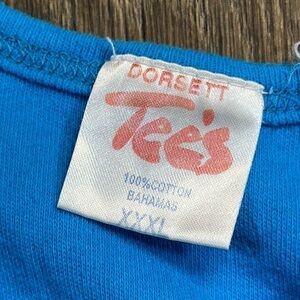 DORSETT
Tee's
100% COTTON
BAHAMAS
XXXL